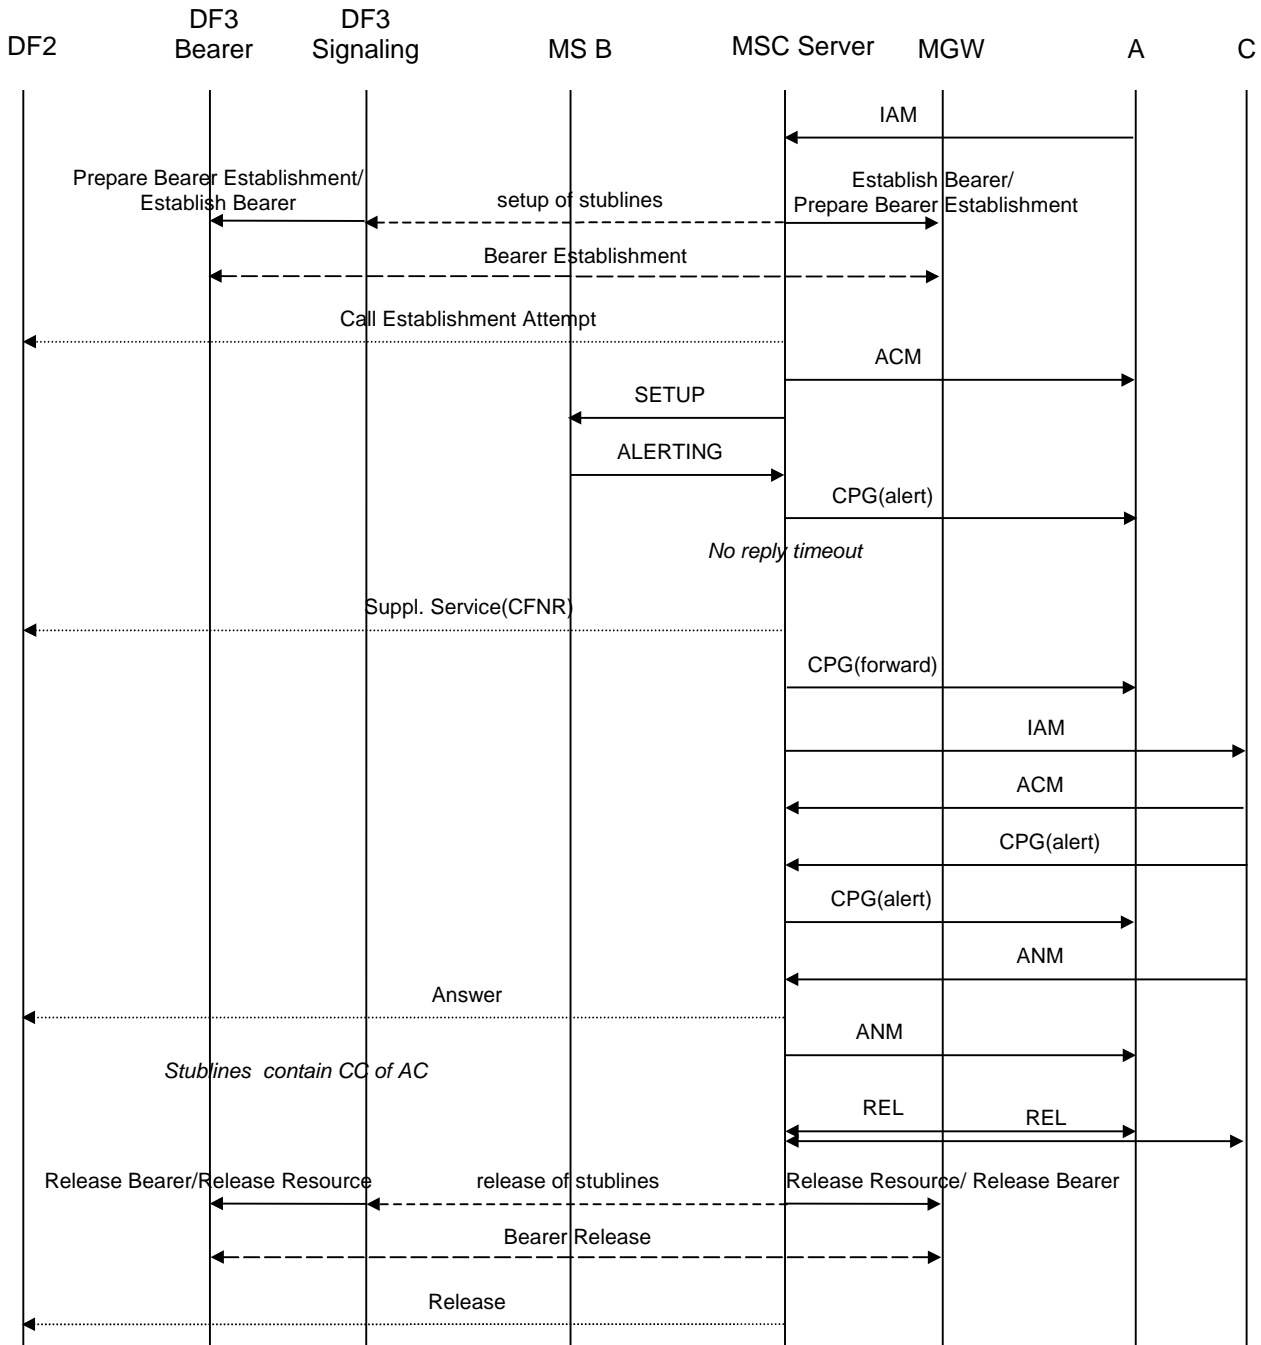 DF2
DF3
Bearer
DF3
Signaling
MS B
MSC Server
MGW
A
C
IAM
Prepare Bearer Establishment/
Establish Bearer
setup of stublines
Establish Bearer/
Prepare Bearer Establishment
Bearer Establishment
Call Establishment Attempt
ACM
SETUP
ALERTING
CPG(alert)
No reply timeout
Suppl. Service(CFNR)
CPG(forward)
IAM
ACM
CPG(alert)
CPG(alert)
ANM
Answer
ANM
Stublines contain CC of AC
REL
REL
Release Bearer/Release Resource
release of stublines
Release Resource/ Release Bearer
Bearer Release
Release